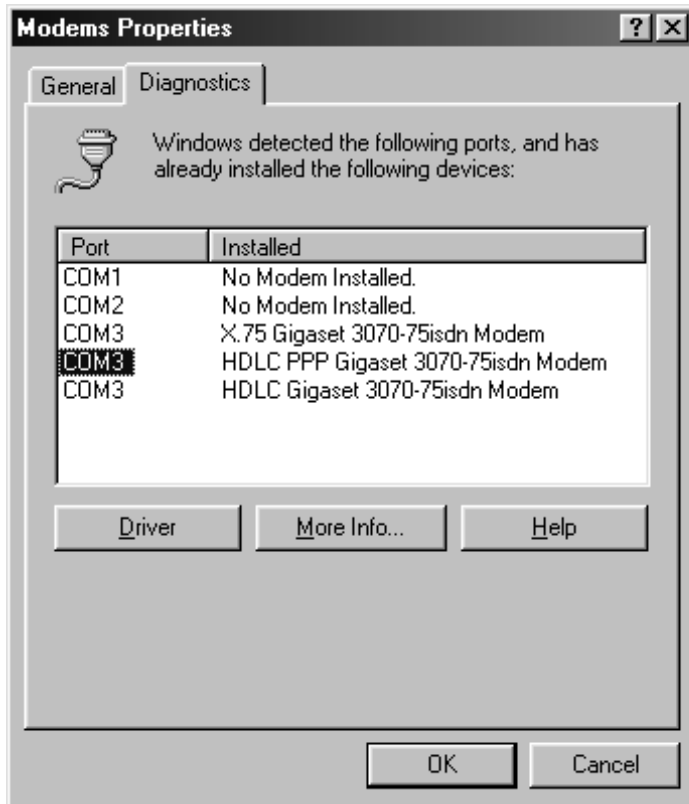 Modems Properties
General Diagnostics
Windows detected the following ports, and has
already installed the following devices:
Port Installed
COM1 No Modem Installed.
COM2 No Modem Installed.
COM3 X.75 Gigaset 3070-75isdn Modem
COM3 HDLC PPP Gigaset 3070-75isdn Modem
COM3 HDLC Gigaset 3070-75isdn Modem
Driver More Info... Help
OK Cancel